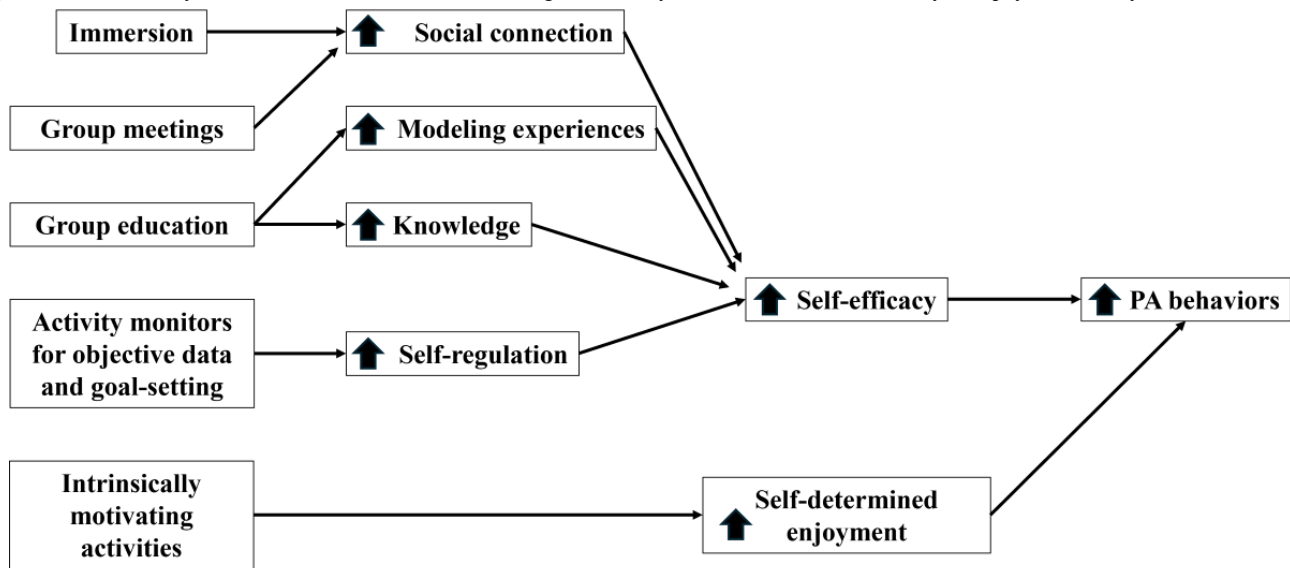 Immersion
Social connection
Group meetings
Modeling experiences
Group education
Knowledge
Self-efficacy
PA behaviors
Activity monitors
for objective data
and goal-setting
Self-regulation
Intrinsically
motivating
activities
Self-determined
enjoyment